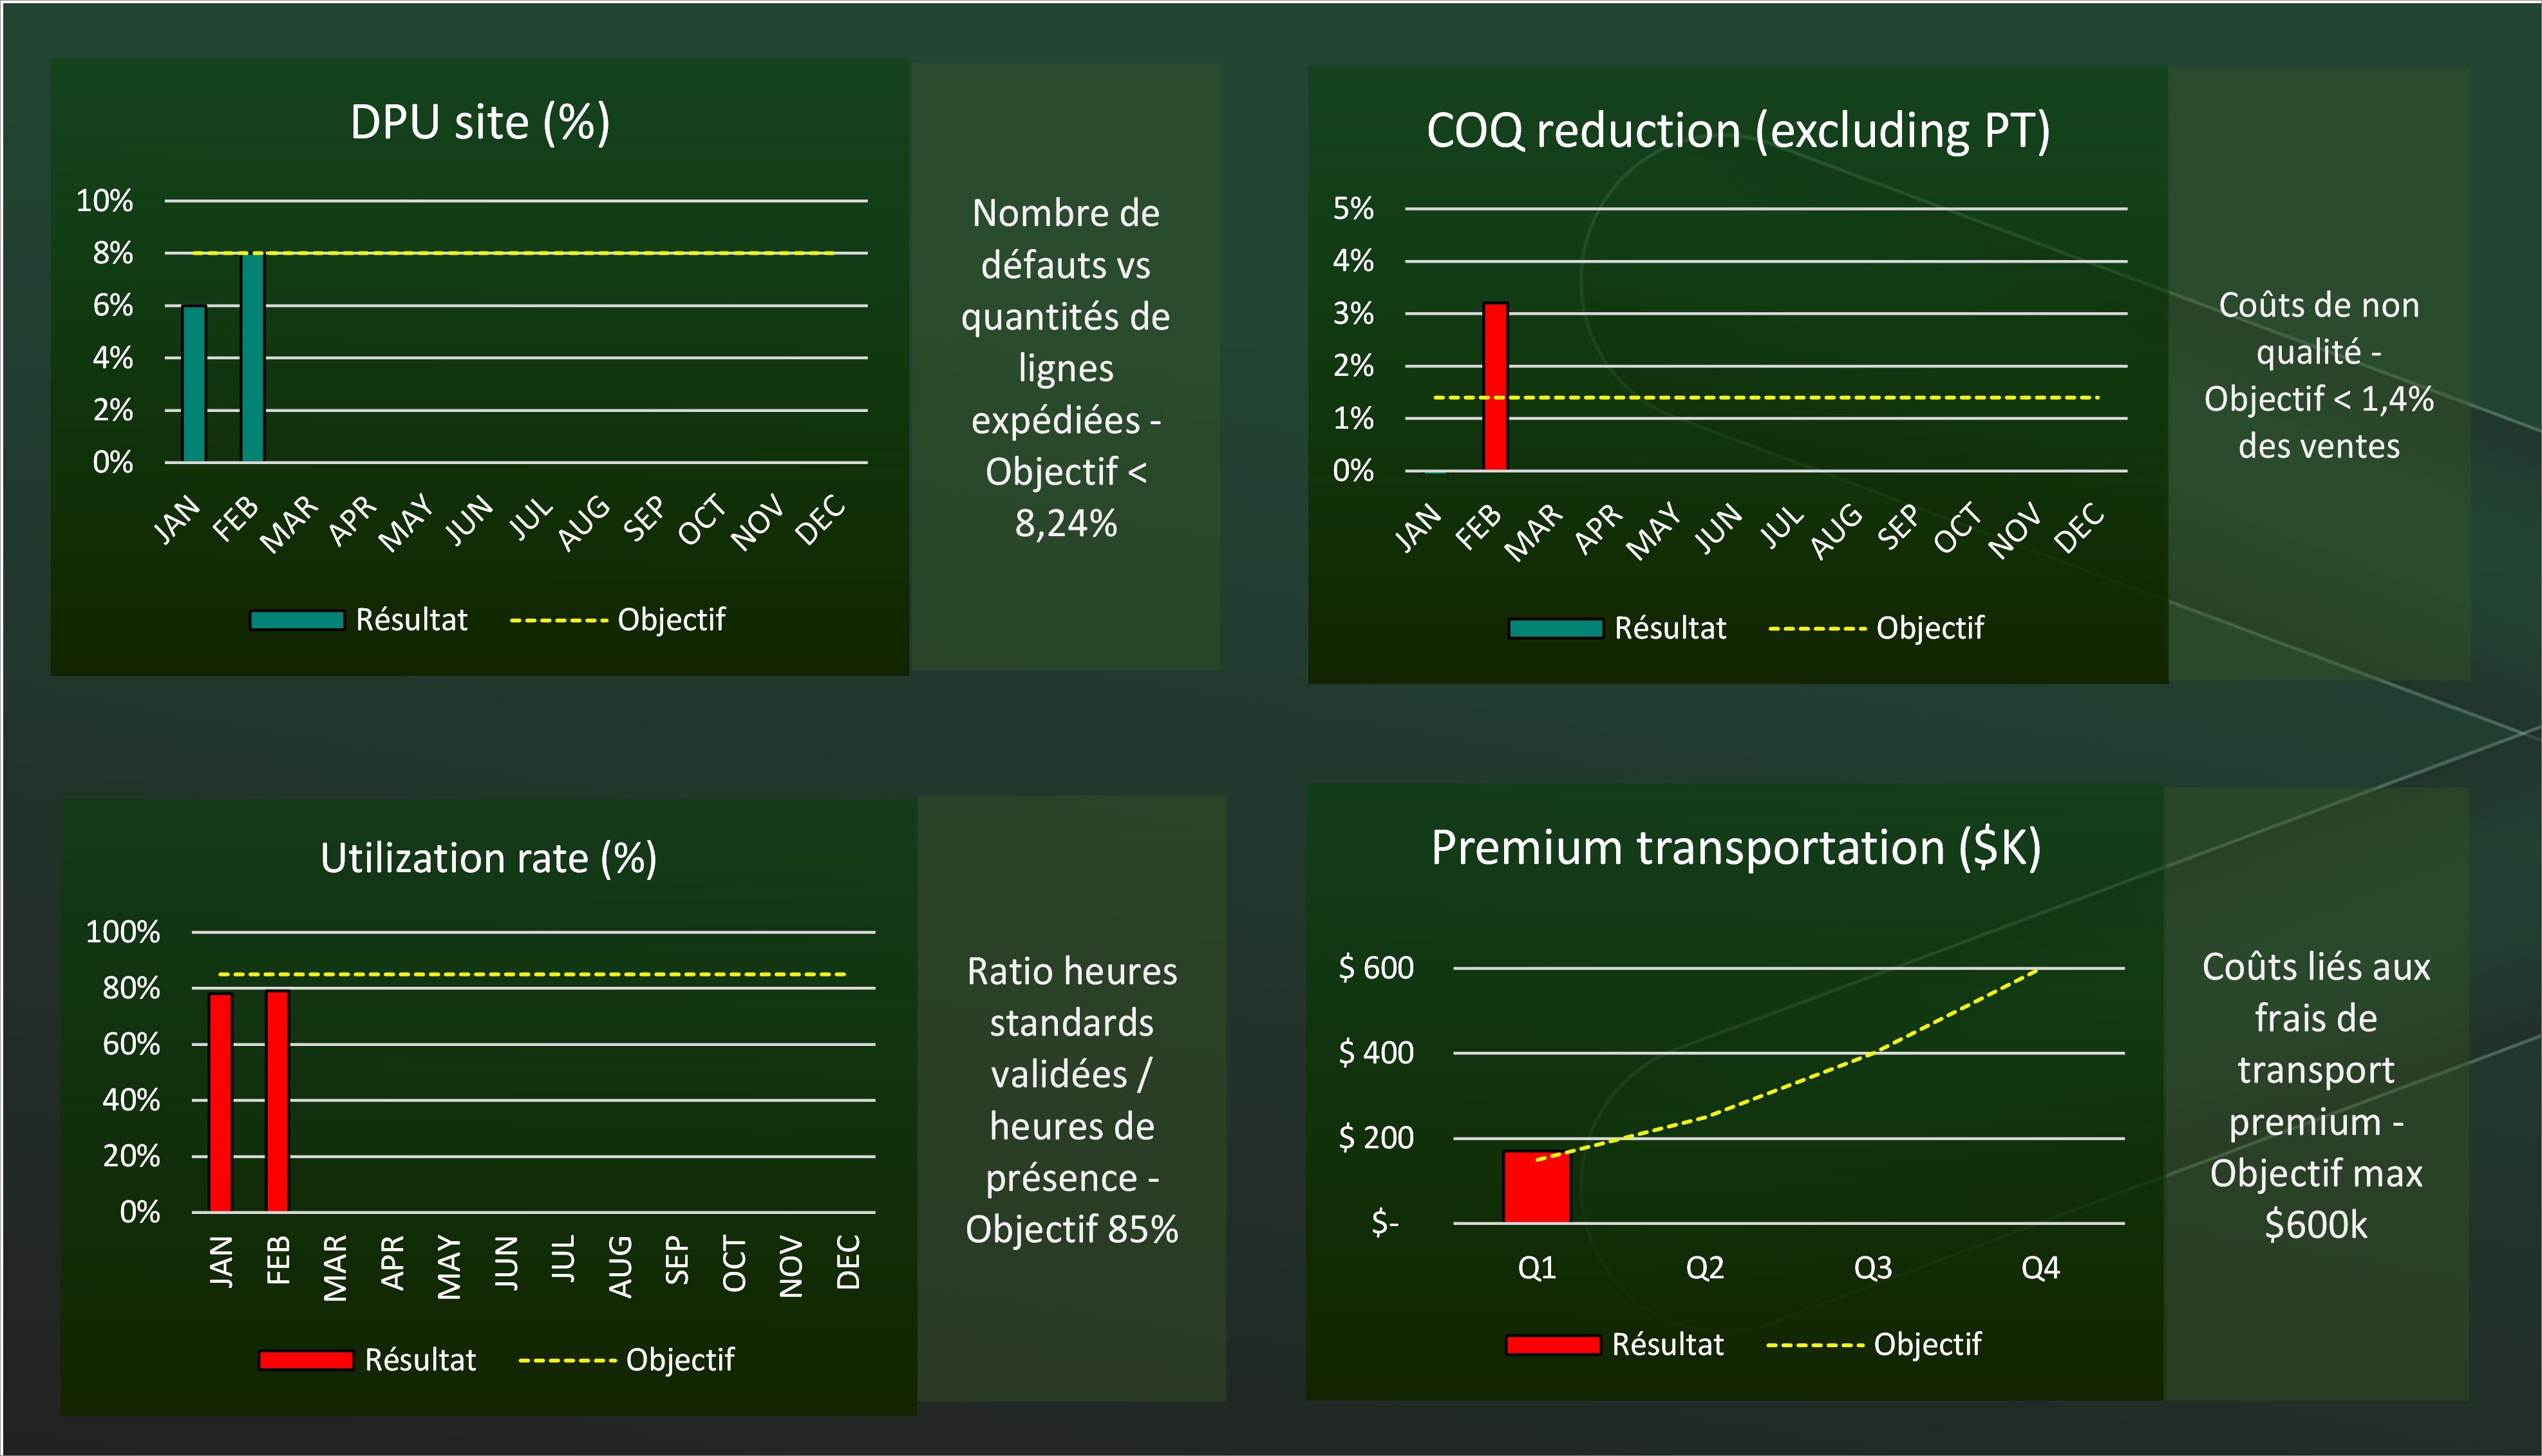 DPU site (%)
10%
8%
6%
4%
2%
0%
JAN
FEB
MAR
APR
MAY
JUN
JUL
AUG
SEP
OCT
NOV
DEC
Résultat
Objectif
Nombre de
défauts vs
quantités de
lignes
expédiées -
Objectif <
8,24%
COQ reduction (excluding PT)
5%
4%
3%
2%
1%
0%
JAN
FEB
MAR
APR
MAY
JUN
JUL
AUG
SEP
OCT
NOV
DEC
Résultat
Objectif
Coûts de non
qualité -
Objectif < 1,4%
des ventes
Utilization rate (%)
100%
80%
60%
40%
20%
0%
JAN
FEB
MAR
APR
MAY
JUN
JUL
AUG
SEP
OCT
NOV
DEC
Résultat
Objectif
Ratio heures
standards
validées /
heures de
présence -
Objectif 85%
Premium transportation ($K)
$ 600
$ 400
$ 200
$-
Q1
Q2
Q3
Q4
Résultat
Objectif
Coûts liés aux
frais de
transport
premium -
Objectif max
$600k